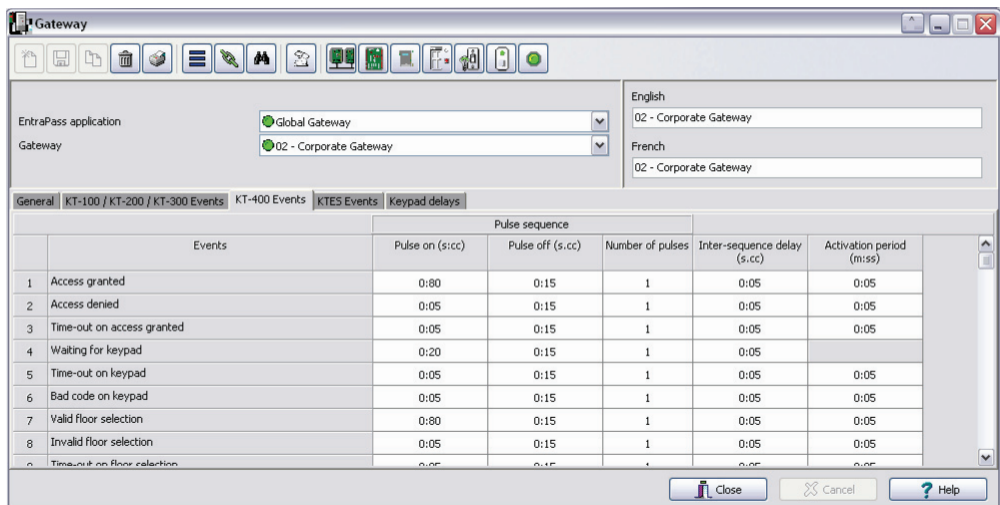 Gateway
English
EntraPass application Global Gateway 02 - Corporate Gateway
Gateway 02 - Corporate Gateway French
02 - Corporate Gateway
General KT-100 / KT-200 / KT-300 Events KT-400 Events KTES Events Keypad delays
Pulse sequence
Events Pulse on (s:cc) Pulse off (s.cc) Number of pulses Inter-sequence delay (s.cc) Activation period (m:ss)
1 Access granted 0:80 0:15 1 0:05 0:05
2 Access denied 0:05 0:15 1 0:05 0:05
3 Time-out on access granted 0:05 0:15 1 0:05 0:05
4 Waiting for keypad 0:20 0:15 1 0:05
5 Time-out on keypad 0:05 0:15 1 0:05 0:05
6 Bad code on keypad 0:05 0:15 1 0:05 0:05
7 Valid floor selection 0:80 0:15 1 0:05 0:05
8 Invalid floor selection 0:05 0:15 1 0:05 0:05
Time-out on floor selection
Close Cancel Help